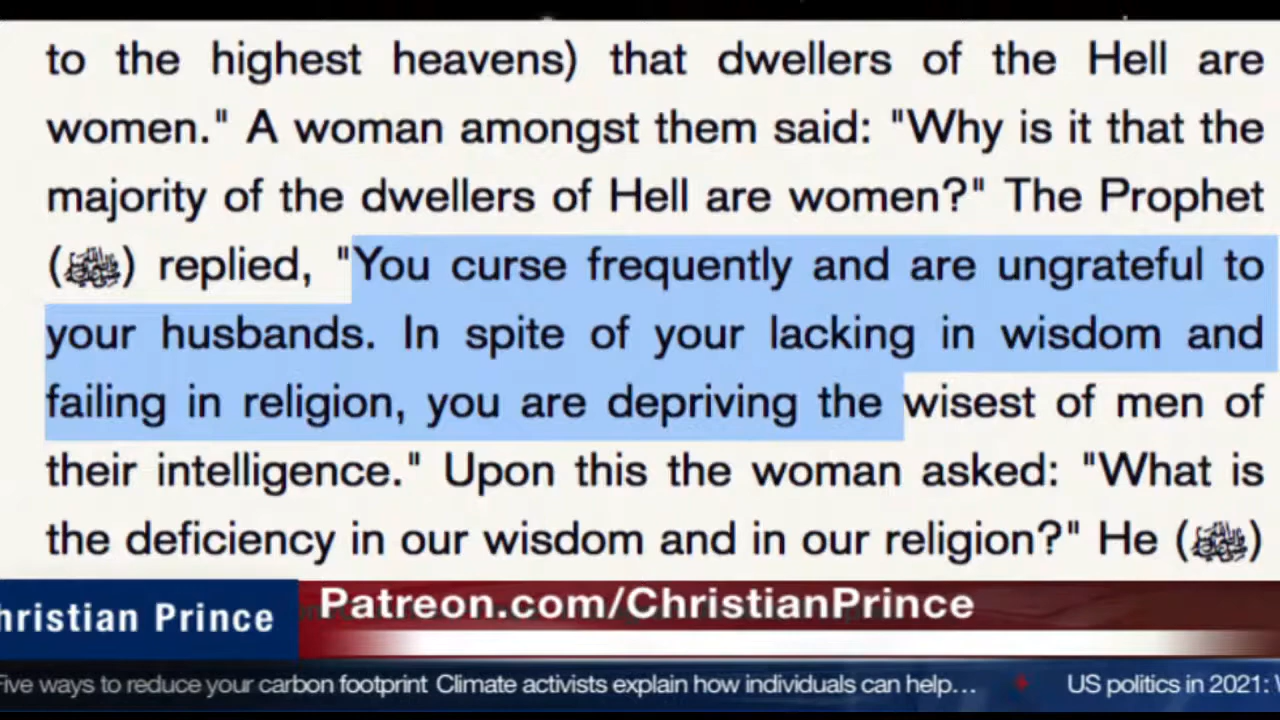 to the highest heavens) that dwellers of the Hell are
women." A woman amongst them said: "Why is it that the
majority of the dwellers of Hell are women?" The Prophet
(ﷺ) replied, "You curse frequently and are ungrateful to
your husbands. In spite of your lacking in wisdom and
failing in religion, you are depriving the wisest of men of
their intelligence." Upon this the woman asked: "What is
the deficiency in our wisdom and in our religion?" He (ﷺ)
hristian Prince
Patreon.com/ChristianPrince
Five ways to reduce your carbon footprint Climate activists explain how individuals can help... US politics in 2021: